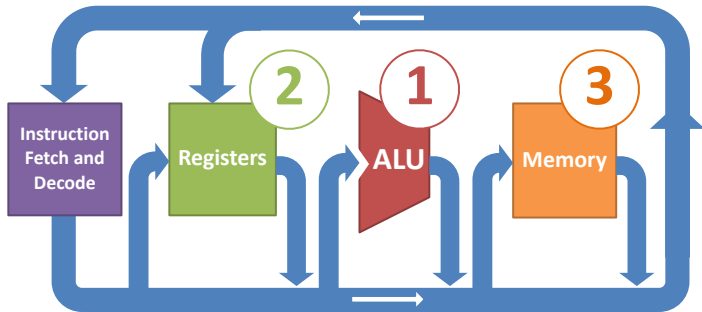 2
1
3
Instruction
Fetch and
Decode
Registers
ALU
Memory